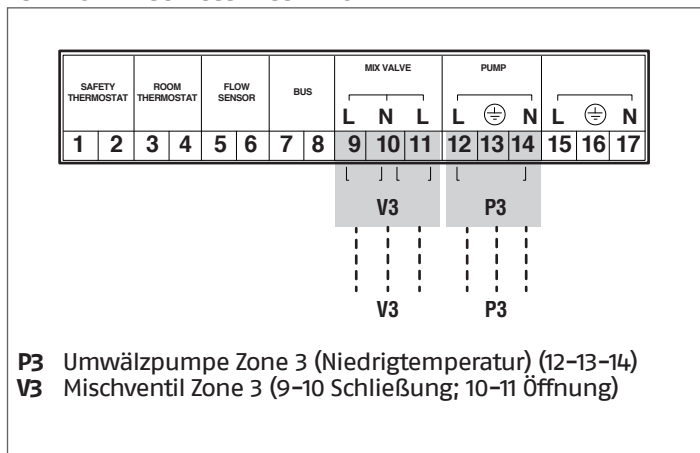 SAFETY THERMOSTAT ROOM THERMOSTAT FLOW SENSOR BUS MIX VALVE PUMP
L N L L N L N
1 2 3 4 5 6 7 8 9 10 11 12 13 14 15 16 17
V3 P3
V3 P3
P3 Umwälzpumpe Zone 3 (Niedrigtemperatur) (12-13-14)
V3 Mischventil Zone 3 (9-10 Schließung; 10-11 Öffnung)